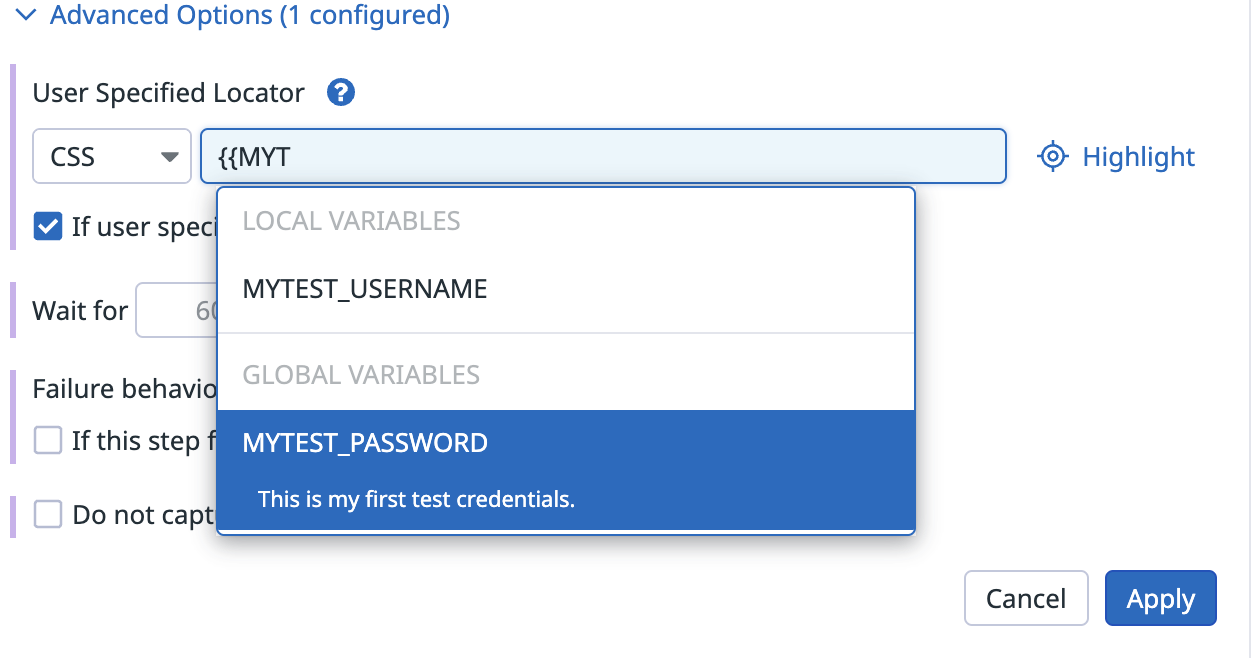 Advanced Options (1 configured)
User Specified Locator ?
CSS {{MYT Highlight
LOCAL VARIABLES
If user speci
MYTEST_USERNAME
Wait for 60
GLOBAL VARIABLES
Failure behavio
MYTEST_PASSWORD
If this step f
This is my first test credentials.
Do not capt
Cancel Apply